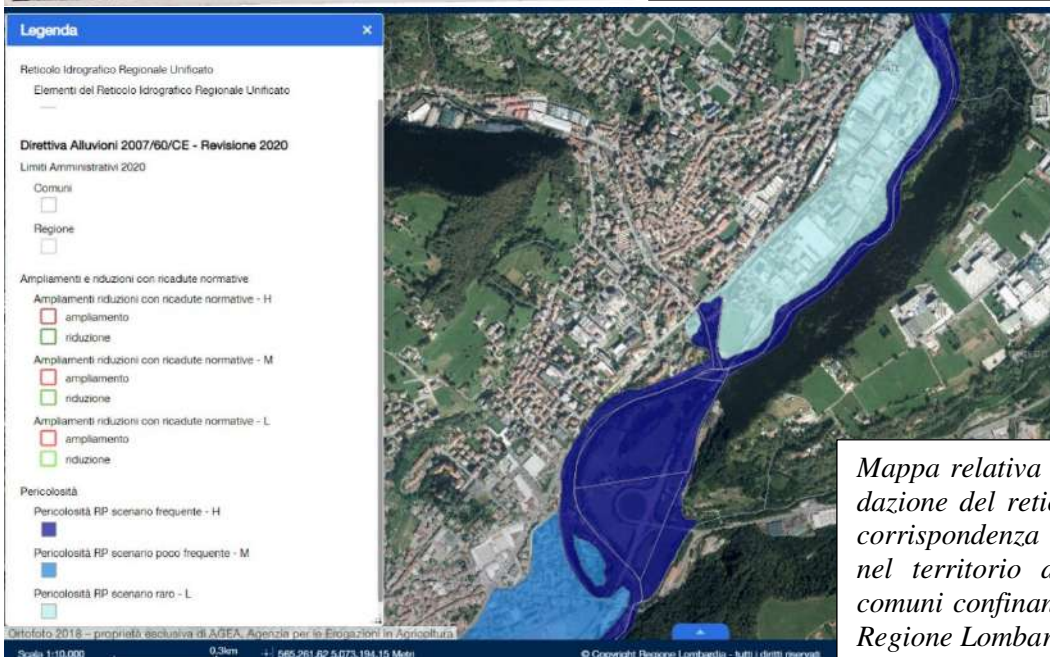 Legenda ×
Reticolo Idrografico Regionale Unificato
Elementi del Reticolo Idrografico Regionale Unificato
Direttiva Alluvioni 2007/60/CE - Revisione 2020
Limiti Amministrativi 2020
Comuni
Regione
Ampliamenti e riduzioni con ricadute normative
Ampliamenti riduzioni con ricadute normative - H
ampliamento
riduzione
Ampliamenti riduzioni con ricadute normative - M
ampliamento
riduzione
Ampliamenti riduzioni con ricadute normative - L
ampliamento
riduzione
Pericolosità
Pericolosità RP scenario frequente - H
Pericolosità RP scenario poco frequente - M
Pericolosità RP scenario raro - L
Ortofoto 2018 – proprietà esclusiva di AGEA, Agenzia per le Erogazioni in Agricoltura
Scala 1:10.000 0,3km 565.261,62 5.073.194,15 Metri © Copyright Regione Lombardia - tutti i diritti riservati
Mappa relativa
dazione del retic
corrispondenza
nel territorio d
comuni confinan
Regione Lombar